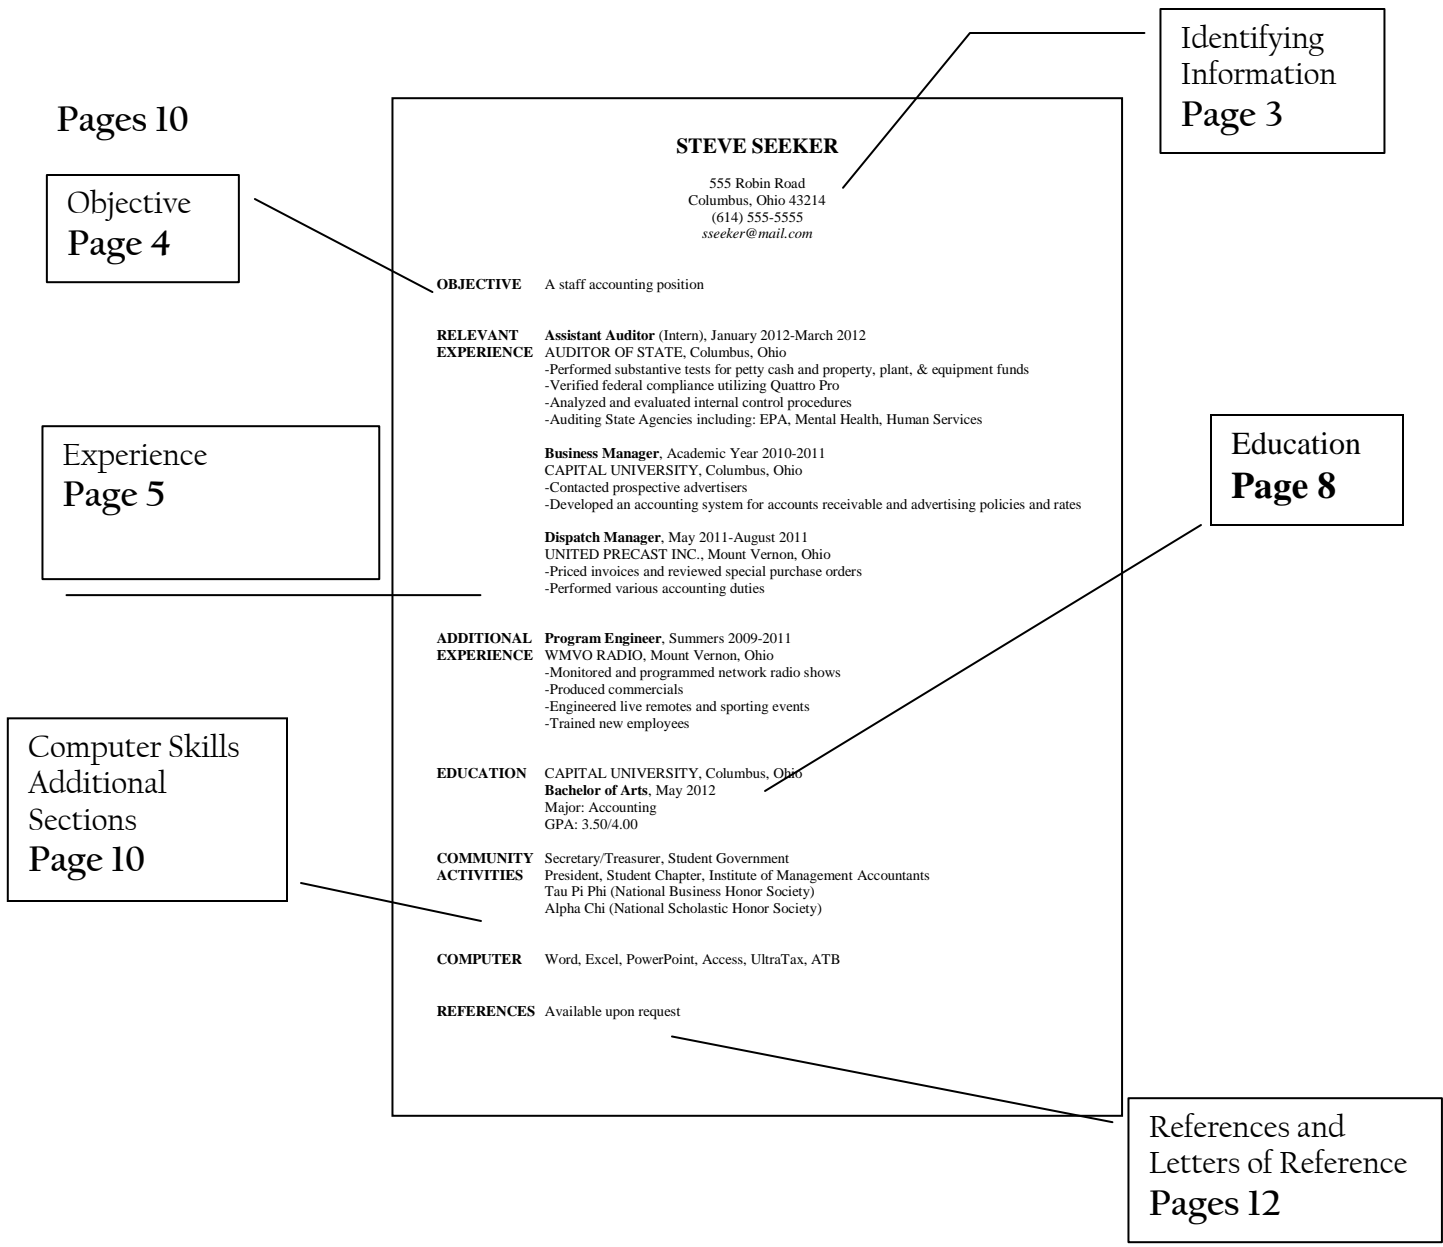 Identifying
Information
Page 3
Pages 10
Objective
Page 4
STEVE SEEKER
555 Robin Road
Columbus, Ohio 43214
(614) 555-5555
sseeker@mail.com
OBJECTIVE A staff accounting position
RELEVANT Assistant Auditor (Intern), January 2012-March 2012
EXPERIENCE AUDITOR OF STATE, Columbus, Ohio
-Performed substantive tests for petty cash and property, plant, & equipment funds
-Verified federal compliance utilizing Quattro Pro
-Analyzed and evaluated internal control procedures
-Auditing State Agencies including: EPA, Mental Health, Human Services
Experience
Page 5
Business Manager, Academic Year 2010-2011
CAPITAL UNIVERSITY, Columbus, Ohio
-Contacted prospective advertisers
-Developed an accounting system for accounts receivable and advertising policies and rates
Education
Page 8
Dispatch Manager, May 2011-August 2011
UNITED PRECAST INC., Mount Vernon, Ohio
-Priced invoices and reviewed special purchase orders
-Performed various accounting duties
ADDITIONAL Program Engineer, Summers 2009-2011
EXPERIENCE WMVO RADIO, Mount Vernon, Ohio
-Monitored and programmed network radio shows
-Produced commercials
-Engineered live remotes and sporting events
-Trained new employees
Computer Skills
Additional
Sections
Page 10
EDUCATION CAPITAL UNIVERSITY, Columbus, Ohio
Bachelor of Arts, May 2012
Major: Accounting
GPA: 3.50/4.00
COMMUNITY Secretary/Treasurer, Student Government
ACTIVITIES President, Student Chapter, Institute of Management Accountants
Tau Pi Phi (National Business Honor Society)
Alpha Chi (National Scholastic Honor Society)
COMPUTER Word, Excel, PowerPoint, Access, UltraTax, ATB
REFERENCES Available upon request
References and
Letters of Reference
Pages 12